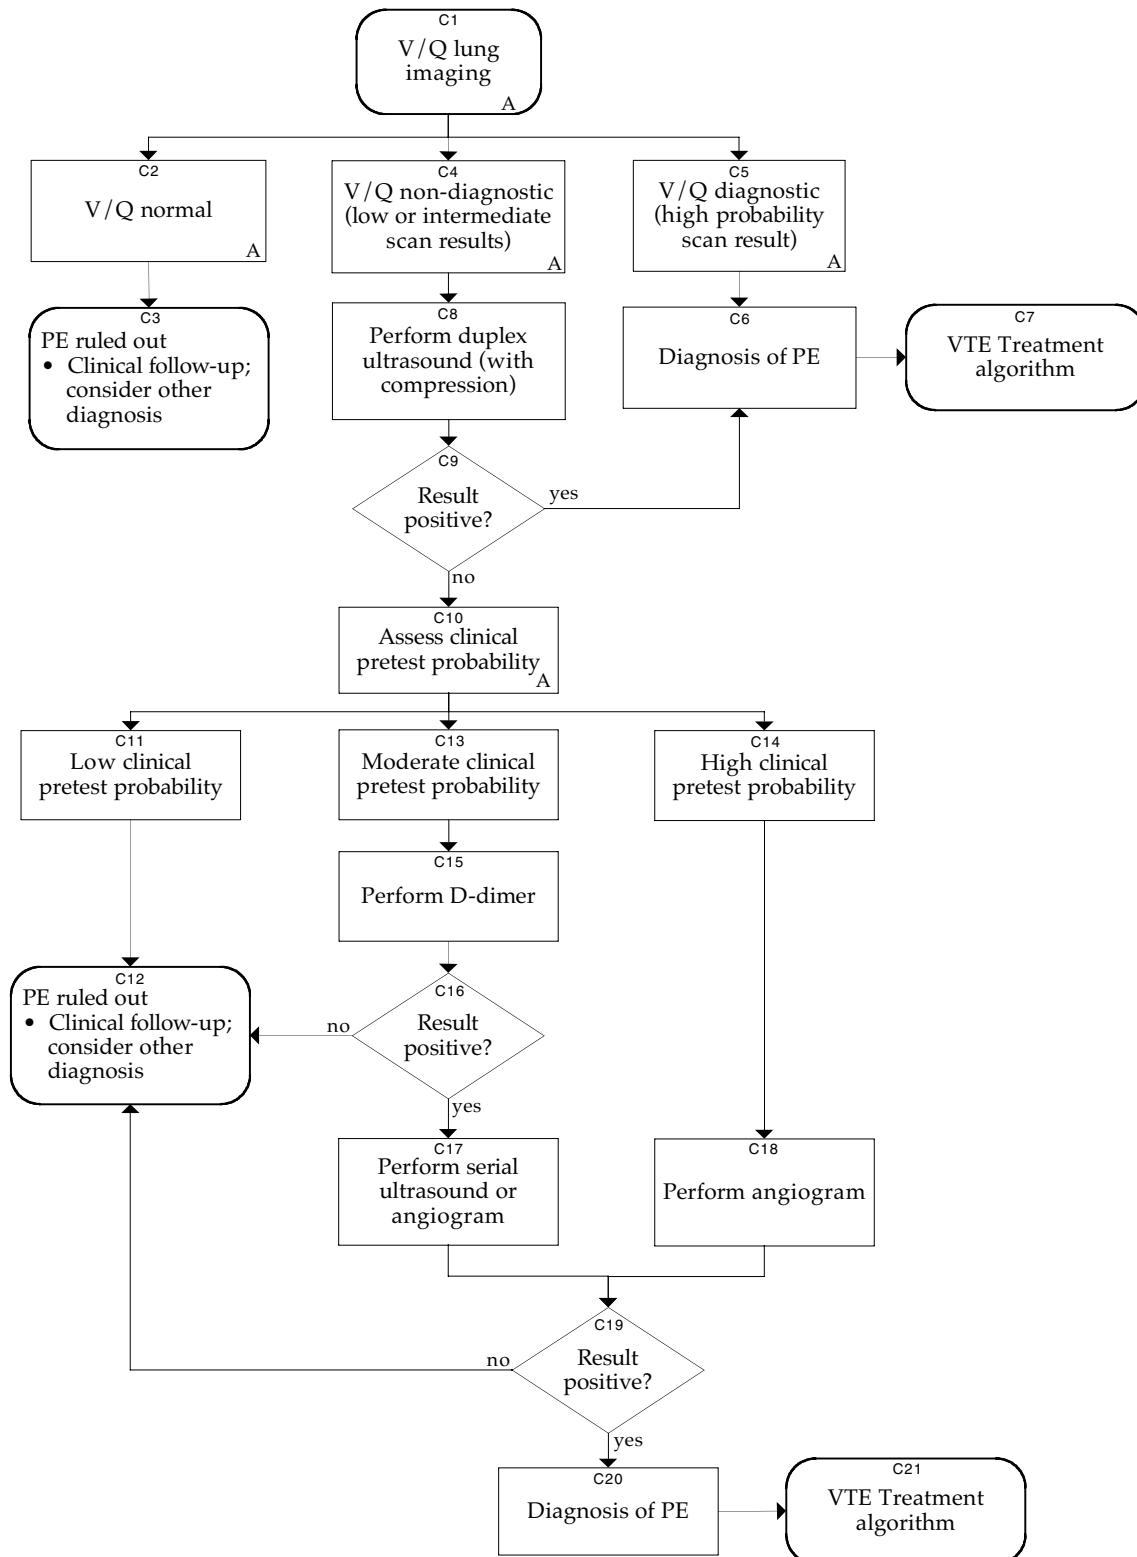 C1
V/Q lung
imaging
A
C2
V/Q normal
A
C4
V/Q non-diagnostic
(low or intermediate
scan results)
A
C5
V/Q diagnostic
(high probability
scan result)
A
C3
PE ruled out
• Clinical follow-up;
consider other
diagnosis
C8
Perform duplex
ultrasound (with
compression)
C6
Diagnosis of PE
C7
VTE Treatment
algorithm
C9
Result
positive?
yes
no
C10
Assess clinical
pretest probability
A
C11
Low clinical
pretest probability
C13
Moderate clinical
pretest probability
C14
High clinical
pretest probability
C15
Perform D-dimer
C12
PE ruled out
• Clinical follow-up;
consider other
diagnosis
no
C16
Result
positive?
yes
C17
Perform serial
ultrasound or
angiogram
C18
Perform angiogram
no
C19
Result
positive?
yes
C20
Diagnosis of PE
C21
VTE Treatment
algorithm